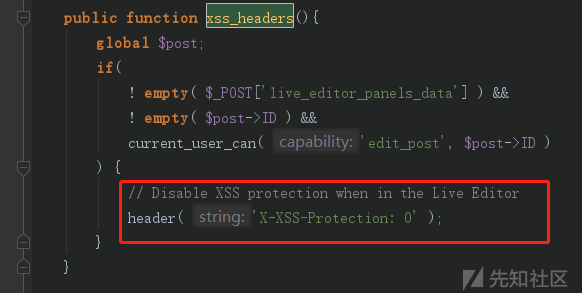 public function xss_headers(){
global $post;
if(
! empty( $_POST['live_editor_panels_data'] ) &&
! empty( $post->ID ) &&
current_user_can( capability: 'edit_post', $post->ID )
) {
// Disable XSS protection when in the Live Editor
header( string: 'X-XSS-Protection: 0' );
}
}
先知社区